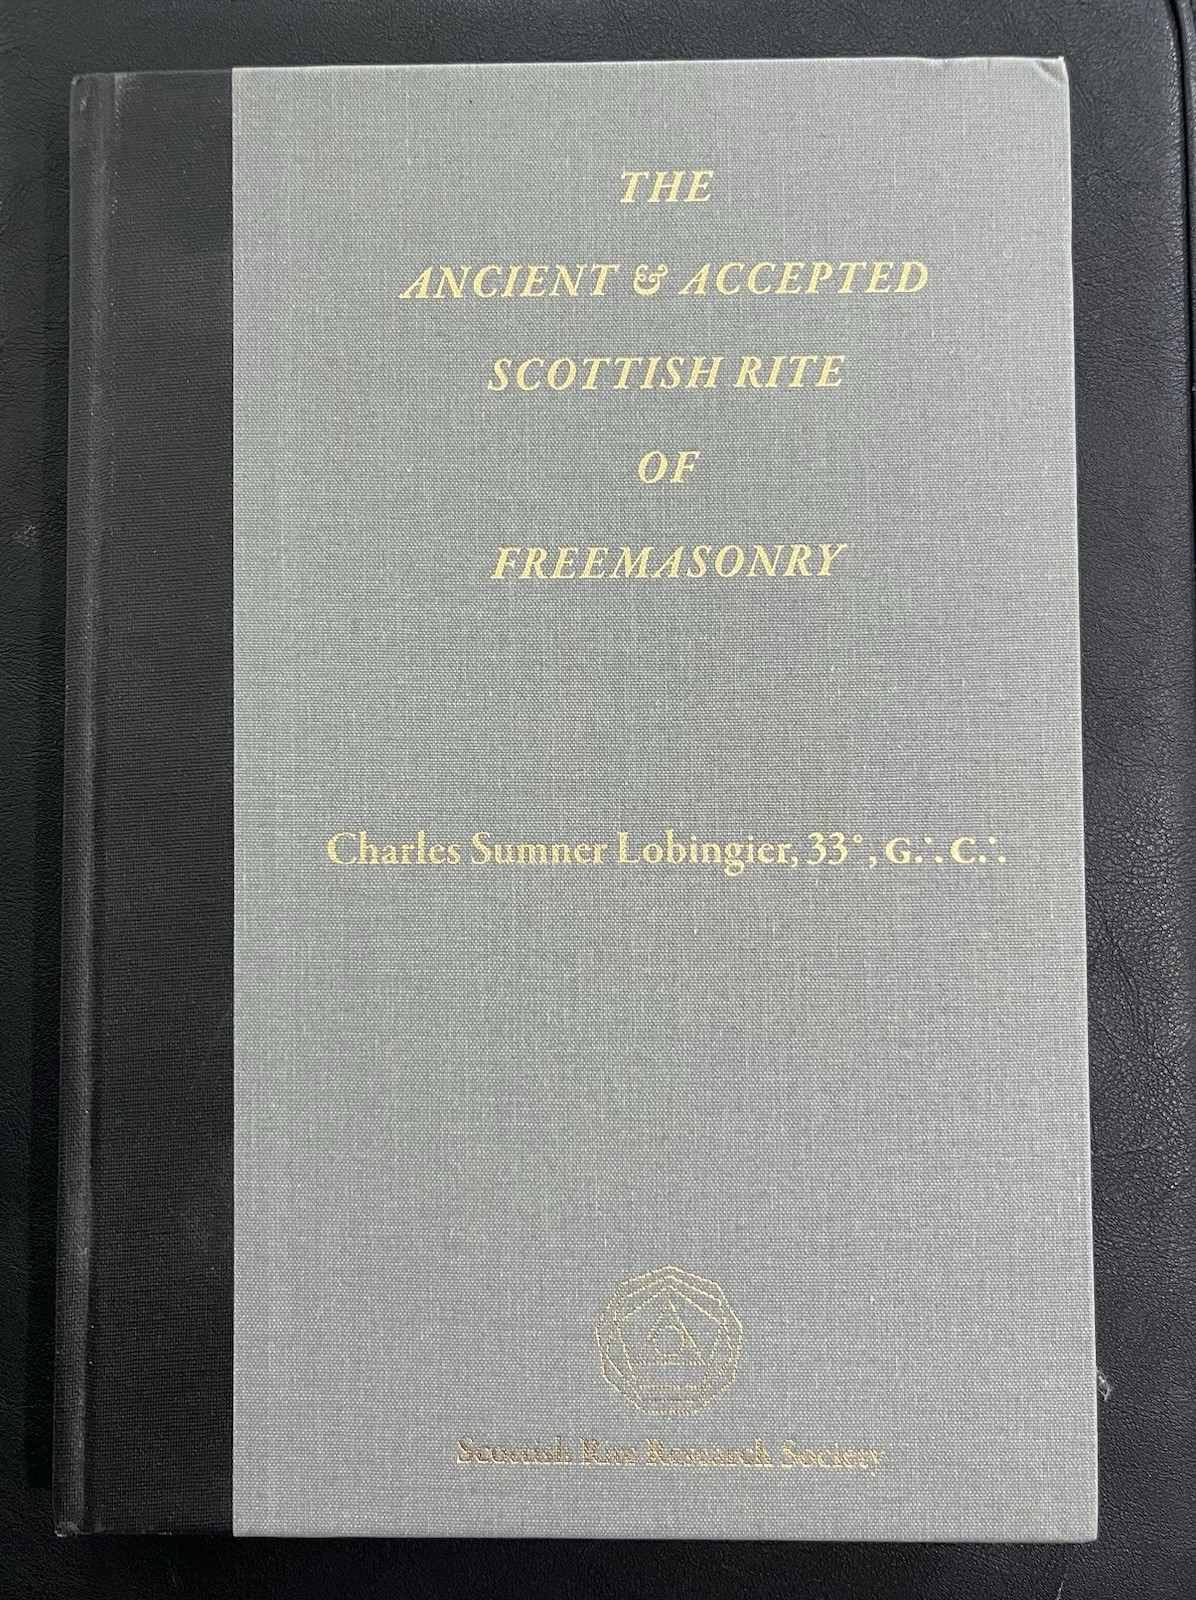 THE
ANCIENT & ACCEPTED
SCOTTISH RITE
OF
FREEMASONRY
Charles Sumner Lobingier, 33°, G∴ C∴
Scottish Rite Research Society